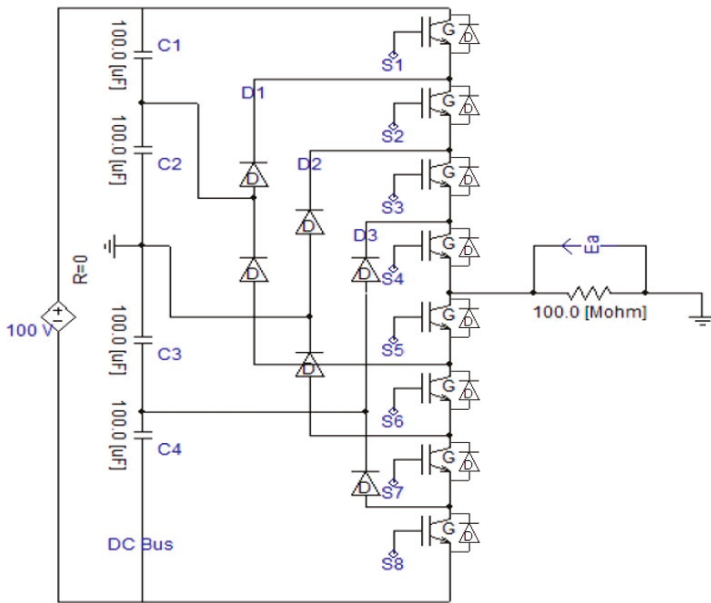 100.0 [uF]
C1
100.0 [uF]
C2
R=0
100 V
100.0 [uF]
C3
100.0 [uF]
C4
DC Bus
D1
D2
D3
D
D
D
D
D
D
S1
G
D
S2
G
D
S3
G
D
S4
G
D
S5
G
D
S6
G
D
S7
G
D
S8
G
D
Ea
100.0 [Mohm]